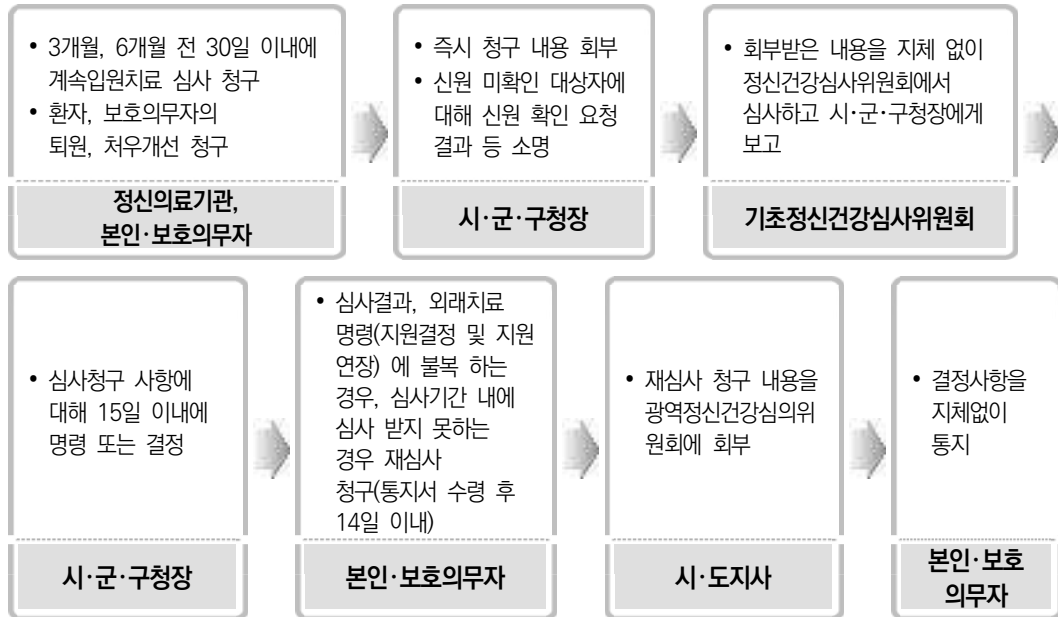 • 3개월, 6개월 전 30일 이내에
계속입원치료 심사 청구
• 환자, 보호의무자의
퇴원, 처우개선 청구
정신의료기관,
본인·보호의무자
• 즉시 청구 내용 회부
• 신원 미확인 대상자에
대해 신원 확인 요청
결과 등 소명
시·군·구청장
• 회부받은 내용을 지체 없이
정신건강심사위원회에서
심사하고 시·군·구청장에게
보고
기초정신건강심사위원회
• 심사청구 사항에
대해 15일 이내에
명령 또는 결정
시·군·구청장
• 심사결과, 외래치료
명령(지원결정 및 지원
연장) 에 불복 하는
경우, 심사기간 내에
심사 받지 못하는
경우 재심사
청구(통지서 수령 후
14일 이내)
본인·보호의무자
• 재심사 청구 내용을
광역정신건강심의위
원회에 회부
시·도지사
• 결정사항을
지체없이
통지
본인·보호
의무자